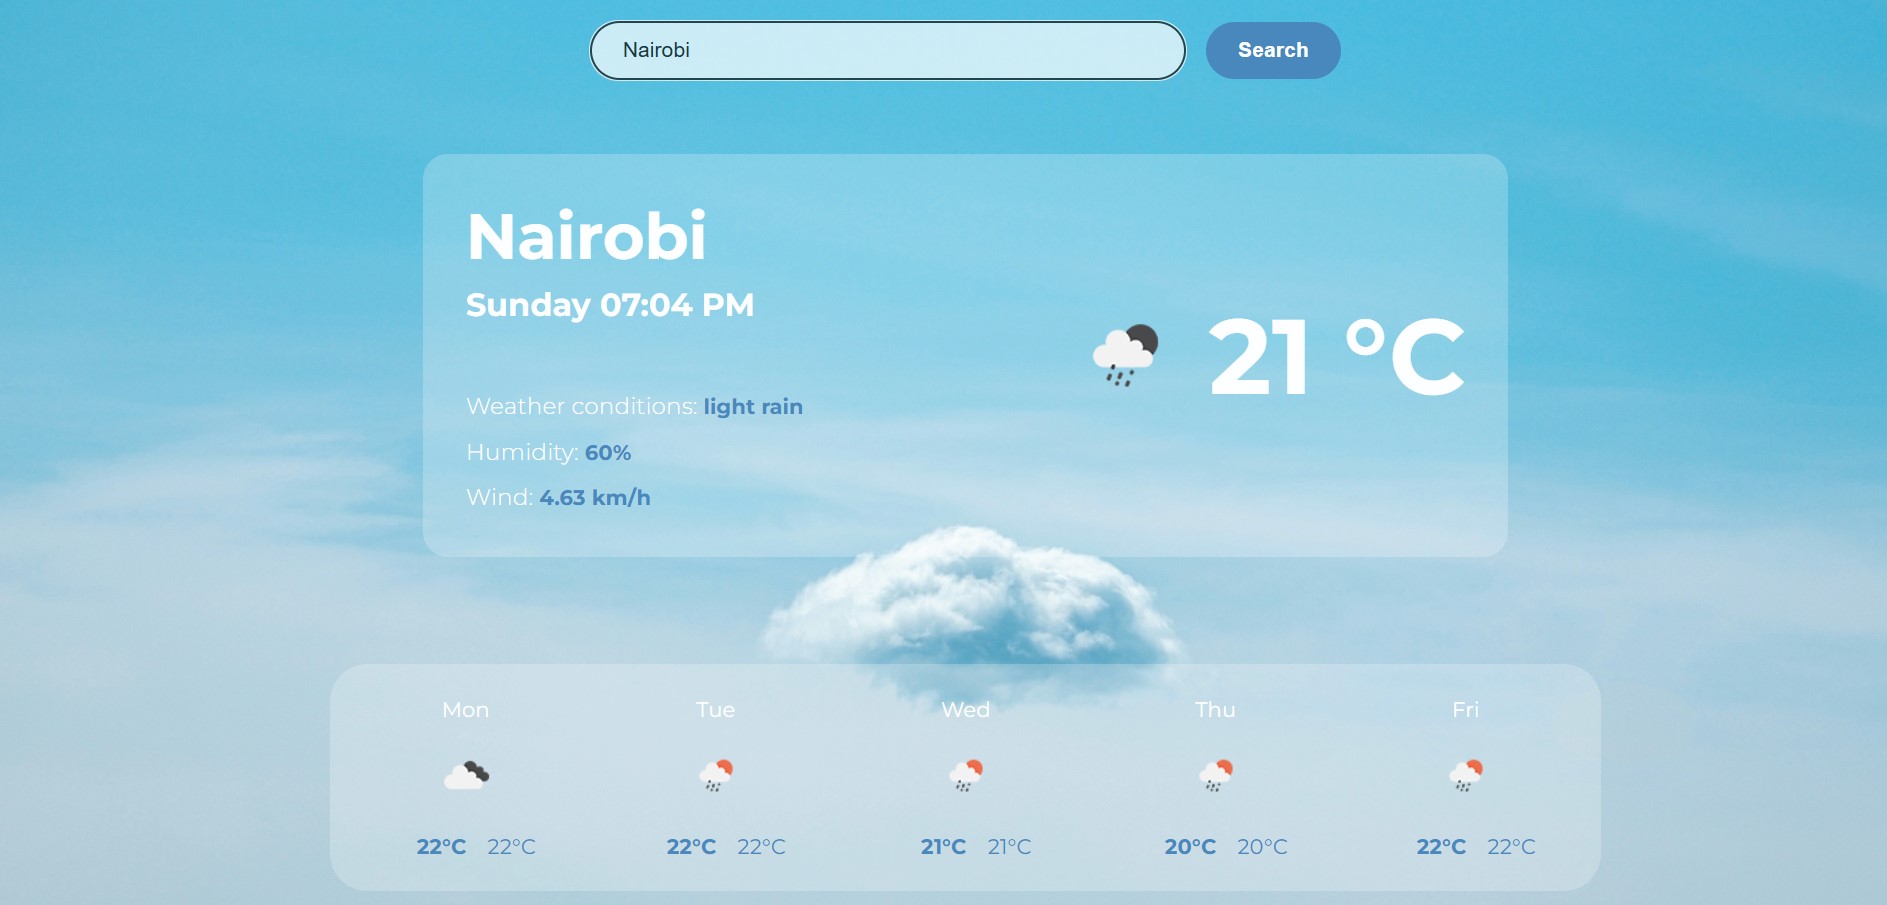 Nairobi
Search
Nairobi
Sunday 07:04 PM
21 °C
Weather conditions: light rain
Humidity: 60%
Wind: 4.63 km/h
Mon Tue Wed Thu Fri
22°C 22°C 22°C 22°C 21°C 21°C 20°C 20°C 22°C 22°C